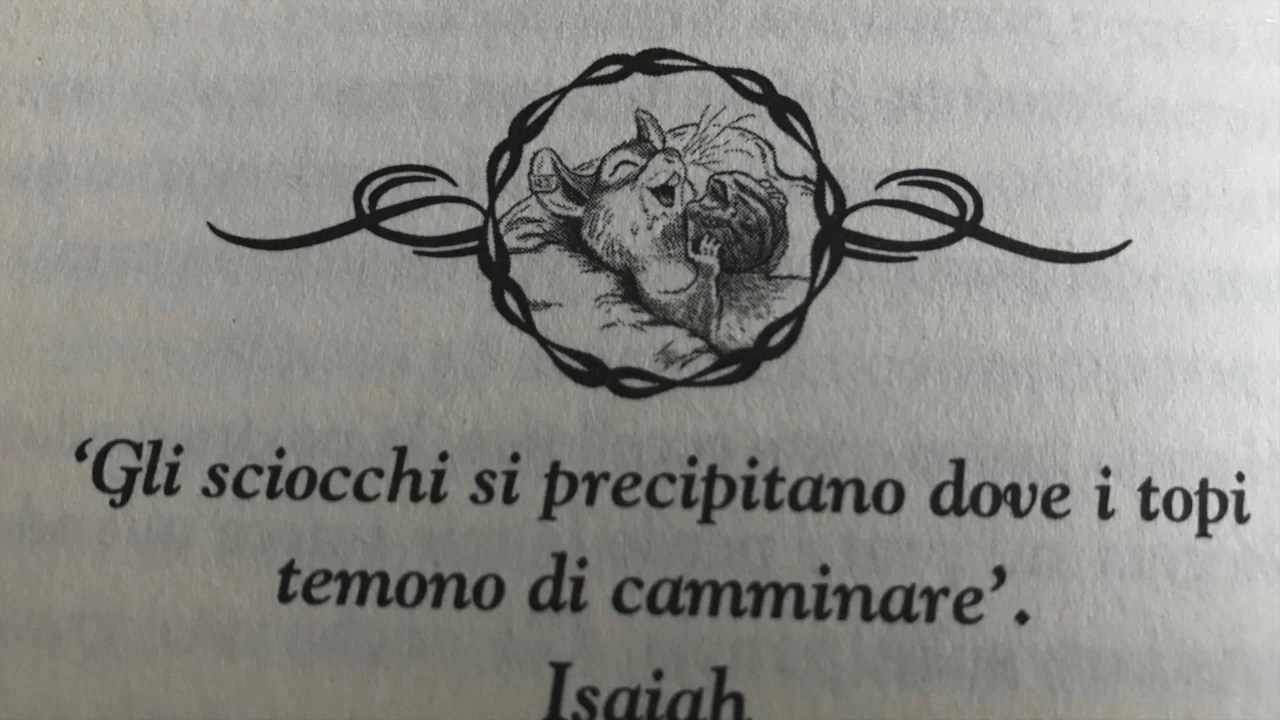 ‘Gli sciocchi si precipitano dove i topi
temono di camminare’.
Isaiah